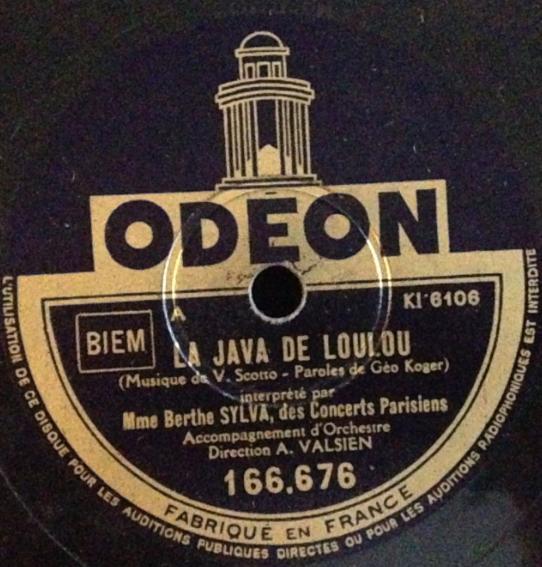 ODEON
KI 6106
A
BIEM
LA JAVA DE LOULOU
(Musique de V. Scotto - Paroles de Géo Koger)
interprété par
Mme Berthe SYLVA, des Concerts Parisiens
Accompagnement d'Orchestre
Direction A. VALSIEN
166.676
FABRIQUÉ EN FRANCE
L'UTILISATION DE CE DISQUE POUR LES AUDITIONS PUBLIQUES DIRECTES OU POUR LES AUDITIONS RADIOPHONIQUES EST INTERDITE